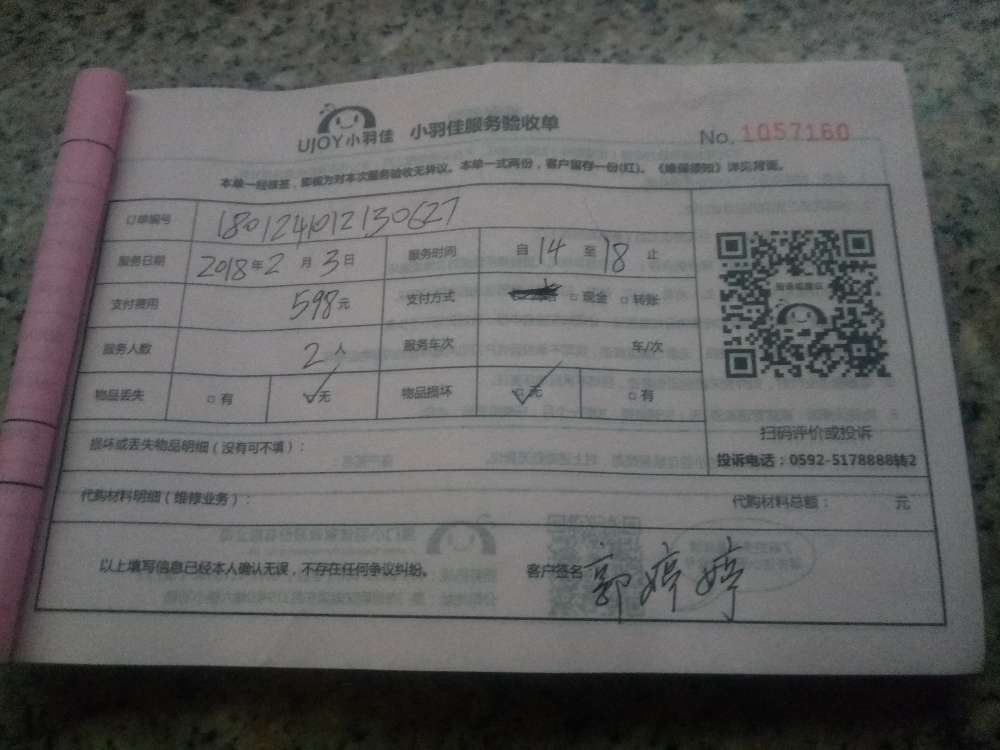 UJOY小羽佳 小羽佳服务验收单
No. 1057160
本单一经核签，即视为对本次服务验收无异议。本单一式两份，客户留存一份(红)。《维保须知》详见背面。
订单编号 180124012130627
服务日期 2018年2月3日 服务时间 自14至18止
支付费用 598元 支付方式 □现金 □转账
服务人数 2人 服务车次 车/次
物品丢失 □有 ☑无 物品损坏 ☑无 □有
扫码评价或投诉
投诉电话：0592-5178888转2
损坏或丢失物品明细（没有可不填）：
代购材料明细（维修业务）： 代购材料总额： 元
以上填写信息已经本人确认无误，不存在任何争议纠纷。 客户签名：郭婷婷